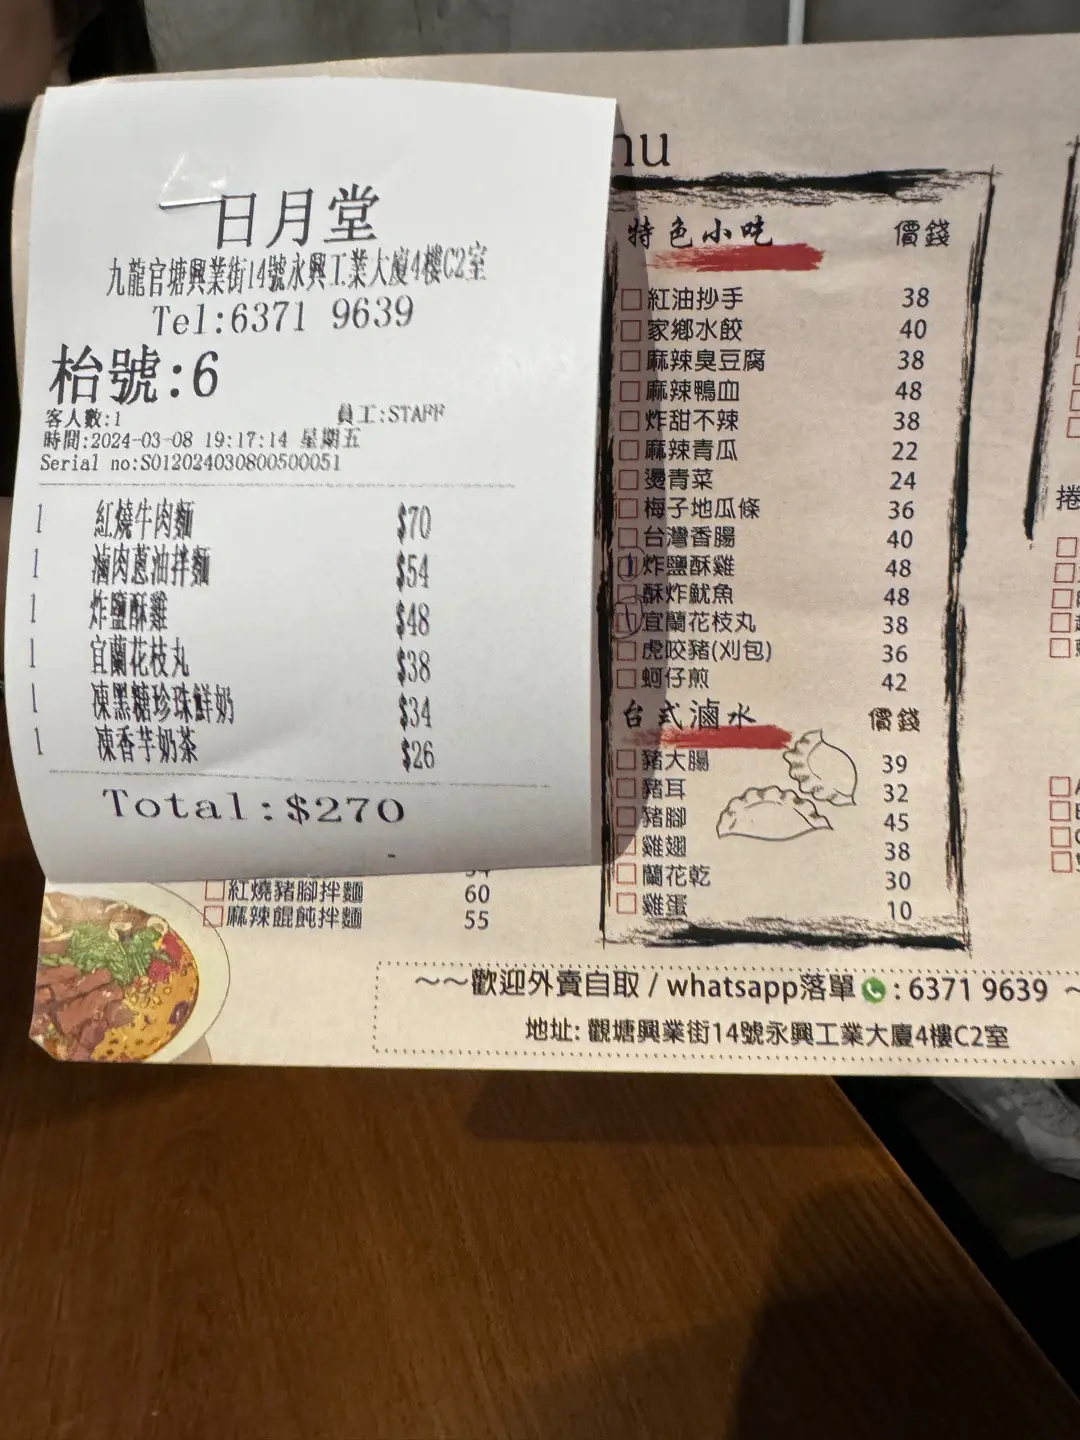 日月堂
九龍官塘興業街14號永興工業大廈4樓C2室
Tel:6371 9639
枱號:6
客人數:1 員工:STAFF
時間:2024-03-08 19:17:14 星期五
Serial no:S01202403080050​0051
1 紅燒牛肉麵 $70
1 滷肉蔥油拌麵 $54
1 炸鹽酥雞 $48
1 宜蘭花枝丸 $38
1 凍黑糖珍珠鮮奶 $34
1 凍香芋奶茶 $26
Total:$270
紅燒豬腳拌麵 60
麻辣餛飩拌麵 55
nu
特色小吃 價錢
紅油抄手 38
家鄉水餃 40
麻辣臭豆腐 38
麻辣鴨血 48
炸甜不辣 38
麻辣青瓜 22
燙青菜 24
梅子地瓜條 36
台灣香腸 40
炸鹽酥雞 48
酥炸魷魚 48
宜蘭花枝丸 38
虎咬豬(刈包) 36
蚵仔煎 42
台式滷水 價錢
豬大腸 39
豬耳 32
豬腳 45
雞翅 38
蘭花乾 30
雞蛋 10
捲
~~歡迎外賣自取 / whatsapp落單 : 6371 9639 ~
地址: 觀塘興業街14號永興工業大廈4樓C2室